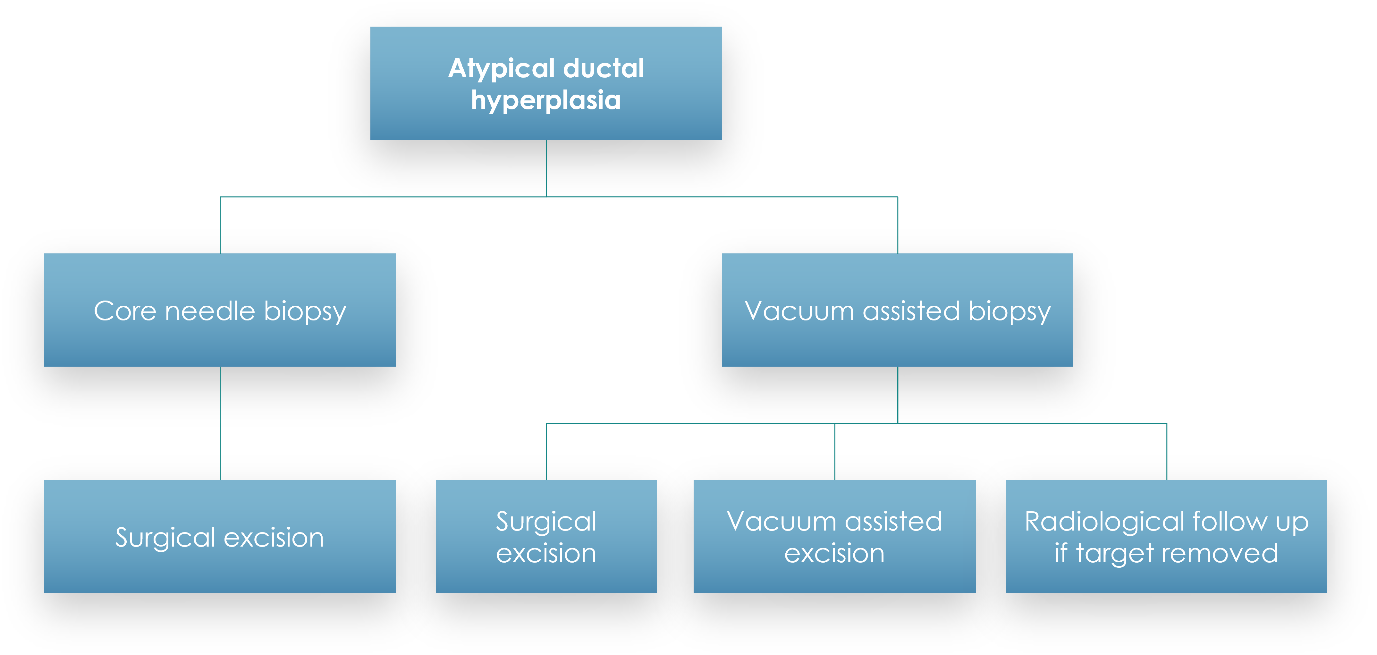 Atypical ductal
hyperplasia
Core needle biopsy
Vacuum assisted biopsy
Surgical excision
Surgical
excision
Vacuum assisted
excision
Radiological follow up
if target removed